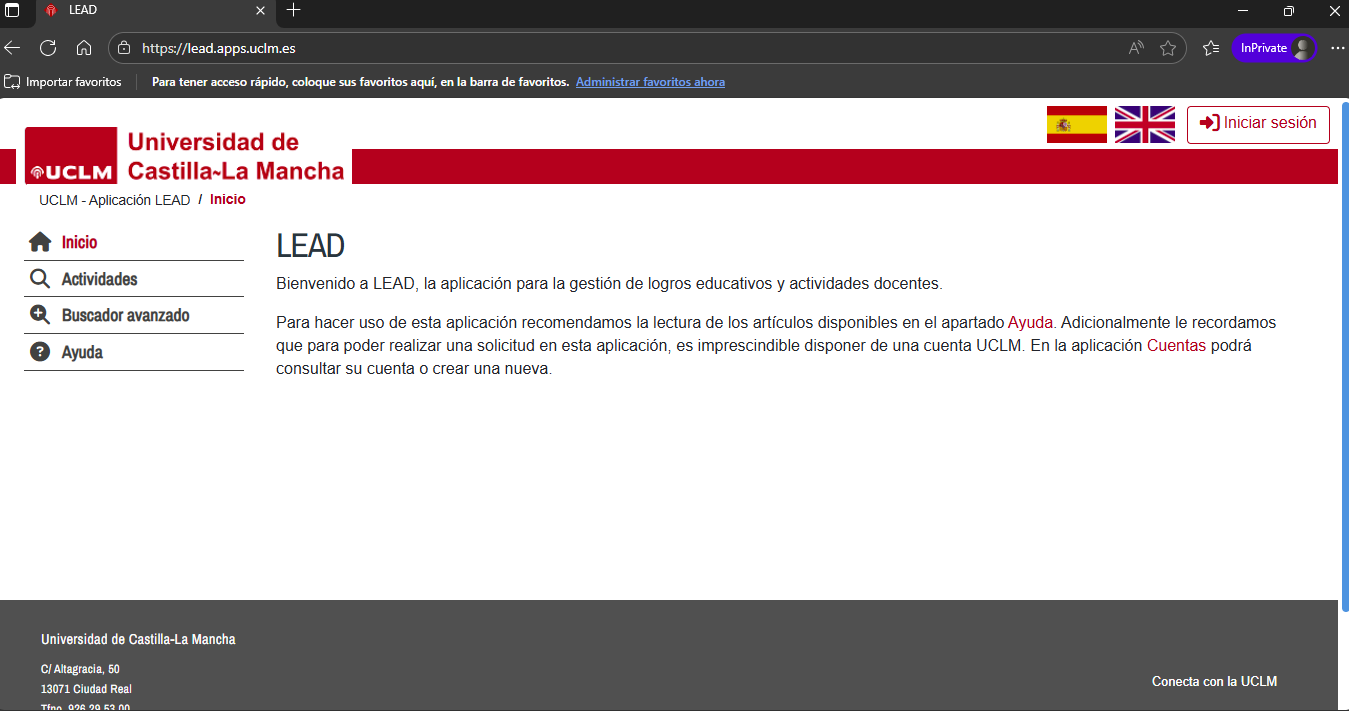 LEAD
https://lead.apps.uclm.es
InPrivate
Importar favoritos
Para tener acceso rápido, coloque sus favoritos aquí, en la barra de favoritos. Administrar favoritos ahora
Iniciar sesión
Universidad de
Castilla~La Mancha
UCLM
UCLM - Aplicación LEAD / Inicio
Inicio
Actividades
Buscador avanzado
Ayuda
LEAD
Bienvenido a LEAD, la aplicación para la gestión de logros educativos y actividades docentes.
Para hacer uso de esta aplicación recomendamos la lectura de los artículos disponibles en el apartado Ayuda. Adicionalmente le recordamos
que para poder realizar una solicitud en esta aplicación, es imprescindible disponer de una cuenta UCLM. En la aplicación Cuentas podrá
consultar su cuenta o crear una nueva.
Universidad de Castilla-La Mancha
C/ Altagracia, 50
13071 Ciudad Real
Tfno. 926 29 53 00
Conecta con la UCLM